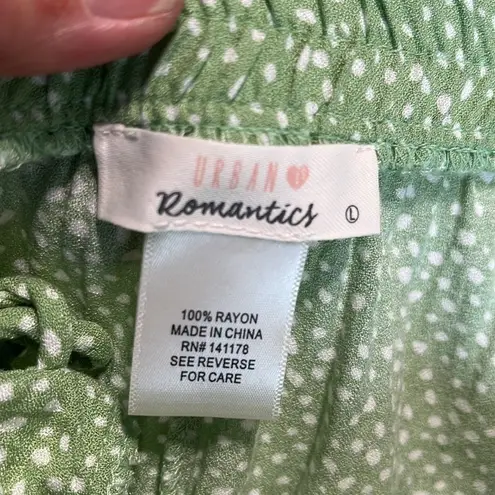 URBAN
Romantics
L
100% RAYON
MADE IN CHINA
RN# 141178
SEE REVERSE
FOR CARE